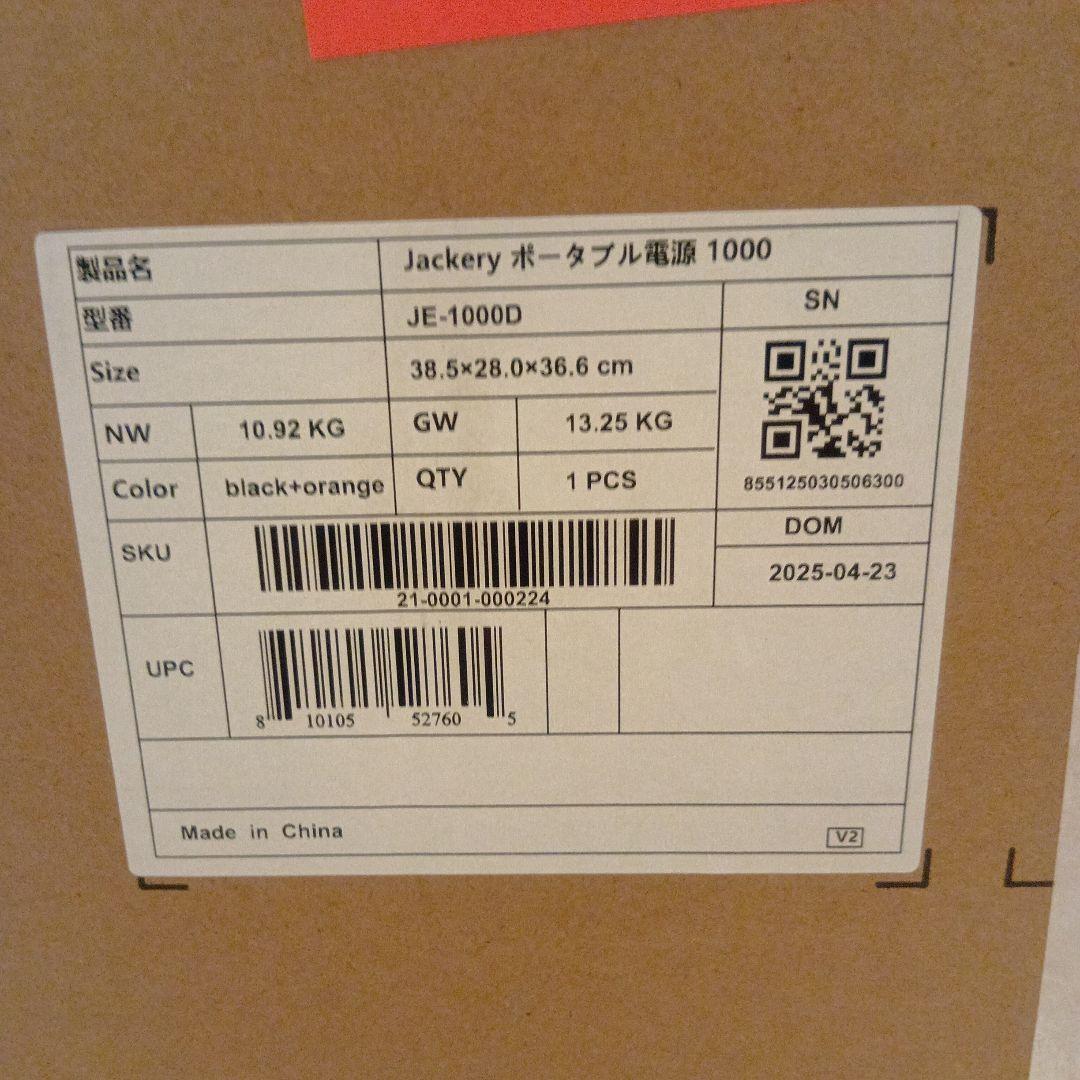 製品名 Jackery ポータブル電源 1000
型番 JE-1000D SN
Size 38.5×28.0×36.6 cm
NW 10.92 KG GW 13.25 KG
855125030506300
Color black+orange QTY 1 PCS
DOM
SKU
2025-04-23
21-0001-000224
UPC
8 10105 52760 5
Made in China V2